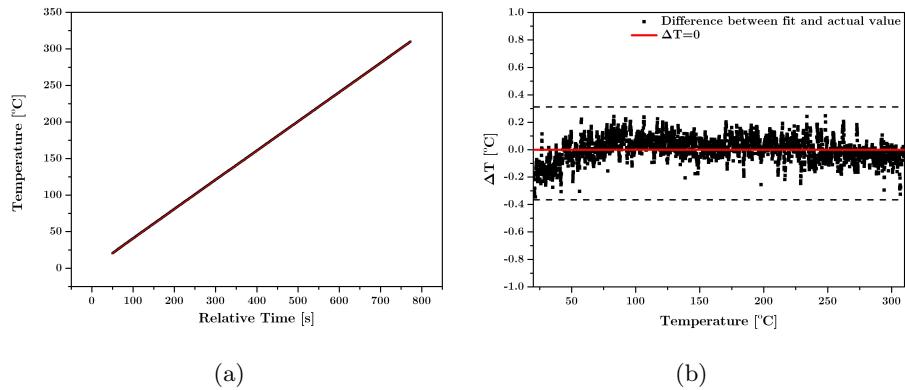 350
300
250
200
150
100
50
0
Temperature [°C]
0 100 200 300 400 500 600 700 800
Relative Time [s]
(a)
1.0
0.8
0.6
0.4
0.2
0.0
-0.2
-0.4
-0.6
-0.8
-1.0
ΔT [°C]
Difference between fit and actual value
ΔT=0
50 100 150 200 250 300
Temperature [°C]
(b)